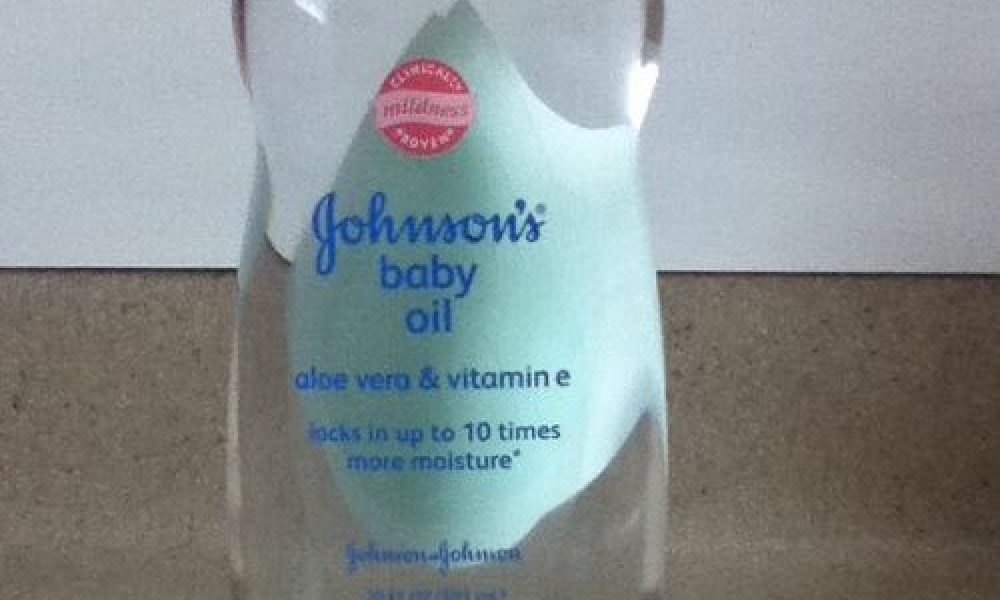 CLINICALLY
mildness
PROVEN
Johnson's®
baby
oil
aloe vera & vitamin e
locks in up to 10 times
more moisture*
Johnson & Johnson